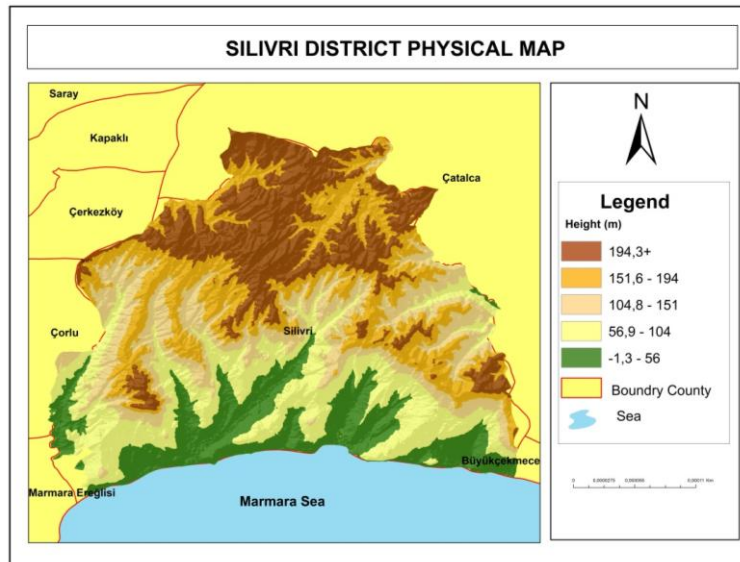 SILIVRI DISTRICT PHYSICAL MAP
Saray
Kapaklı
Çatalca
Çerkezköy
Çorlu
Silivri
Büyükçekmece
Marmara Ereğlisi
Marmara Sea
N
Legend
Height (m)
194,3+
151,6 - 194
104,8 - 151
56,9 - 104
-1,3 - 56
Boundry County
Sea